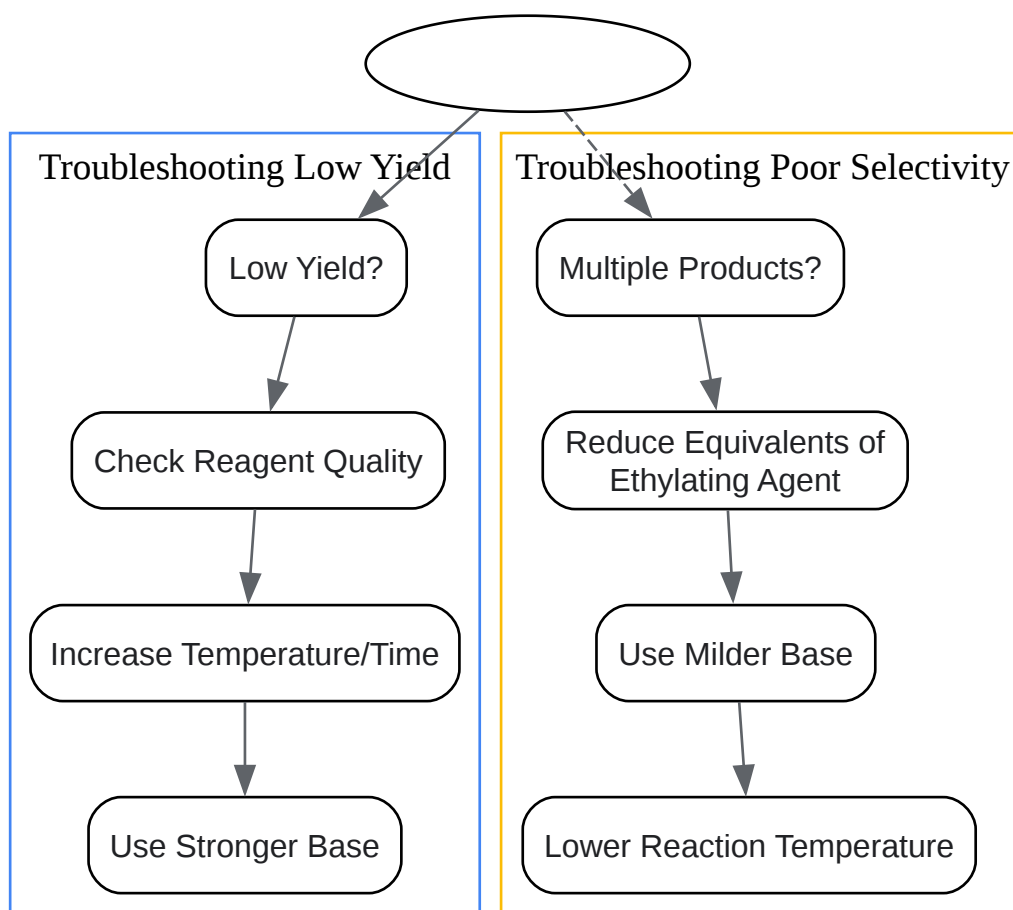 Troubleshooting Low Yield
Low Yield?
Check Reagent Quality
Increase Temperature/Time
Use Stronger Base
Troubleshooting Poor Selectivity
Multiple Products?
Reduce Equivalents of
Ethylating Agent
Use Milder Base
Lower Reaction Temperature